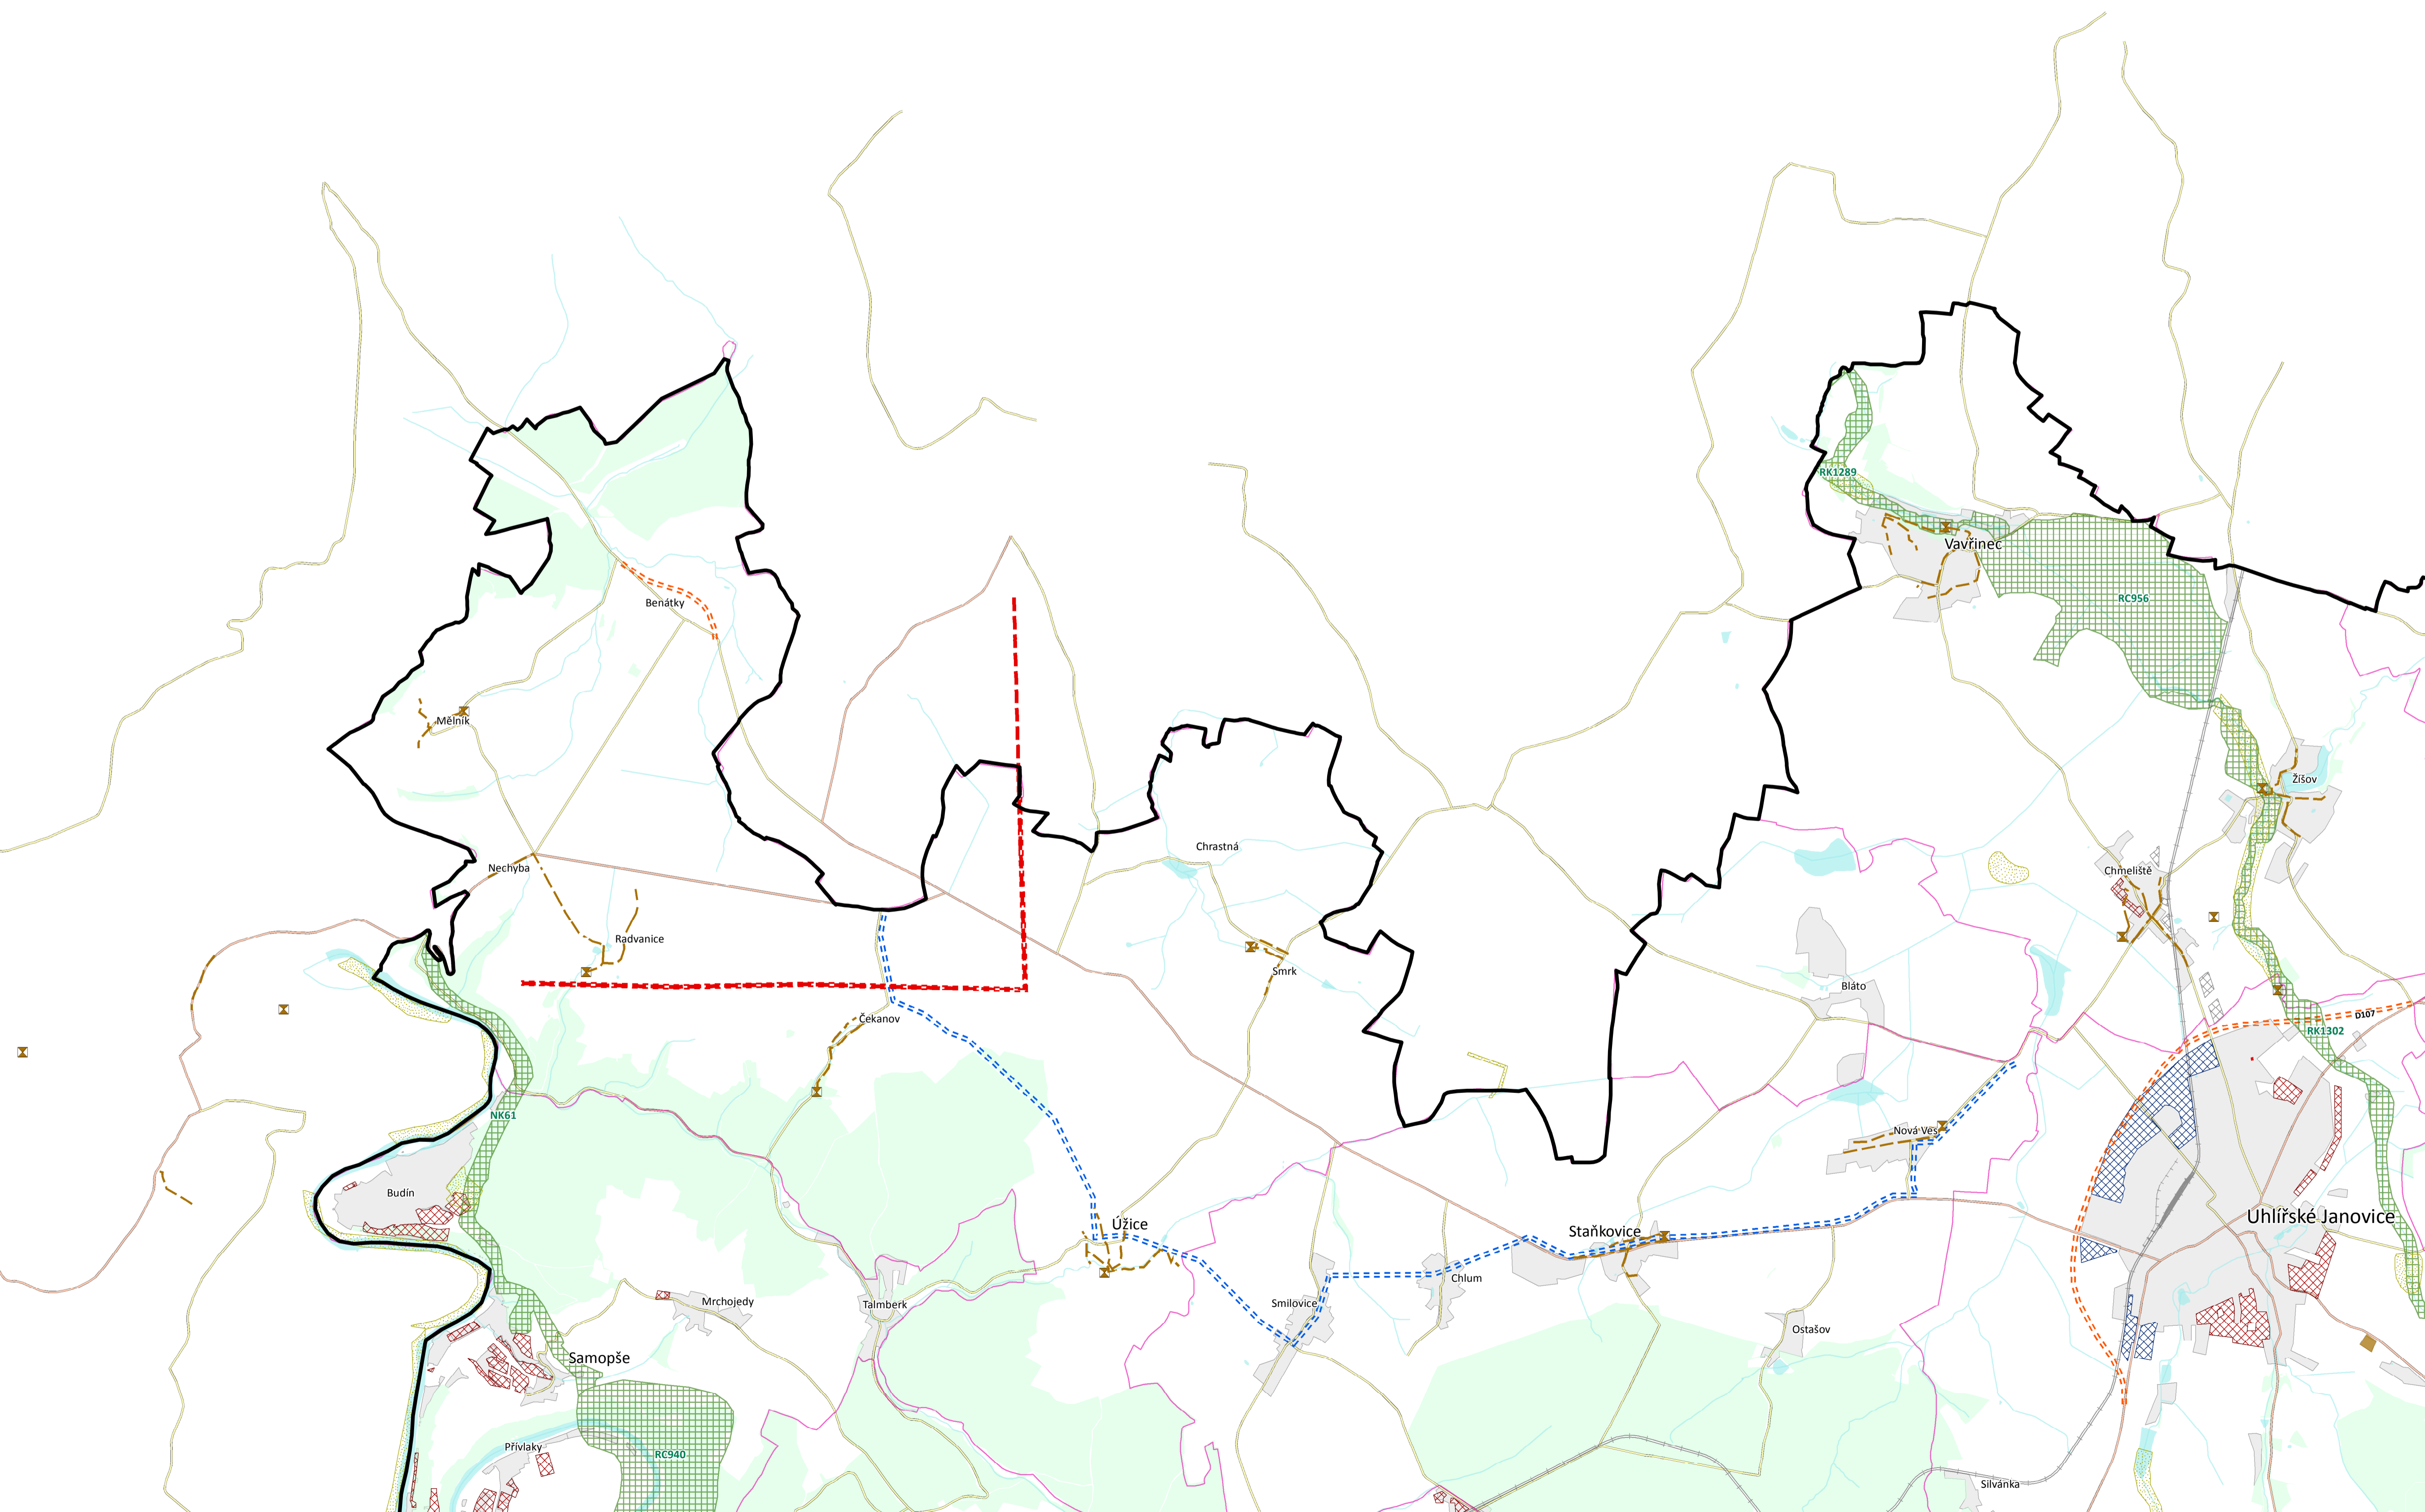 RK1289
Vavřinec
RC956
Benátky
Mělník
Žíšov
Chrastná
Nechyba
Chmeliště
Radvanice
Smrk
Bláto
Čekanov
D107
RK1302
NK61
Nová Ves
Budín
Úžice
Staňkovice
Uhlířské Janovice
Chlum
Mrchojedy
Talmberk
Smilovice
Ostašov
Samopše
Přívlaky
RC940
Silvánka